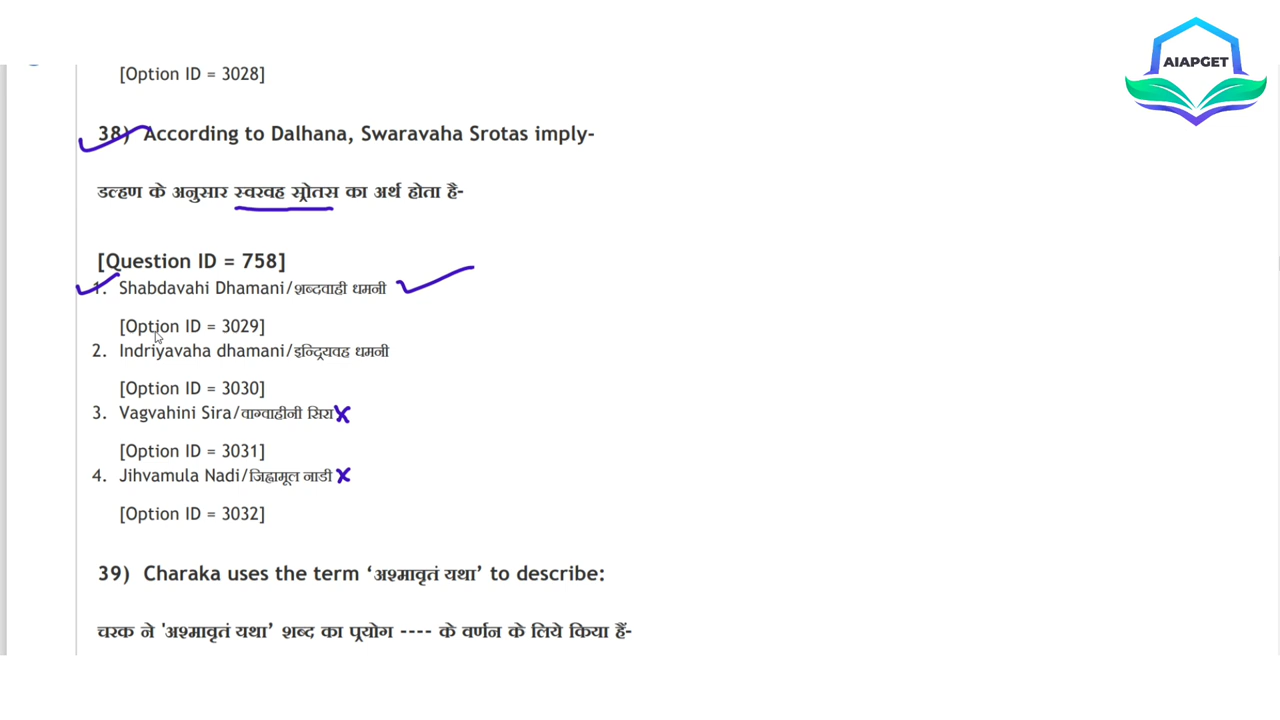 AIAPGET
[Option ID = 3028]
38) According to Dalhana, Swaravaha Srotas imply-
डल्हण के अनुसार स्वरवह स्रोतस का अर्थ होता है-
[Question ID = 758]
1. Shabdavahi Dhamani/शब्दवाही धमनी
[Option ID = 3029]
2. Indriyavaha dhamani/इन्द्रियवह धमनी
[Option ID = 3030]
3. Vagvahini Sira/वाग्वाहीनी सिरा
[Option ID = 3031]
4. Jihvamula Nadi/जिह्वामूल नाडी
[Option ID = 3032]
39) Charaka uses the term ‘अश्मावृतं यथा’ to describe:
चरक ने 'अश्मावृतं यथा’ शब्द का प्रयोग ---- के वर्णन के लिये किया हैं-